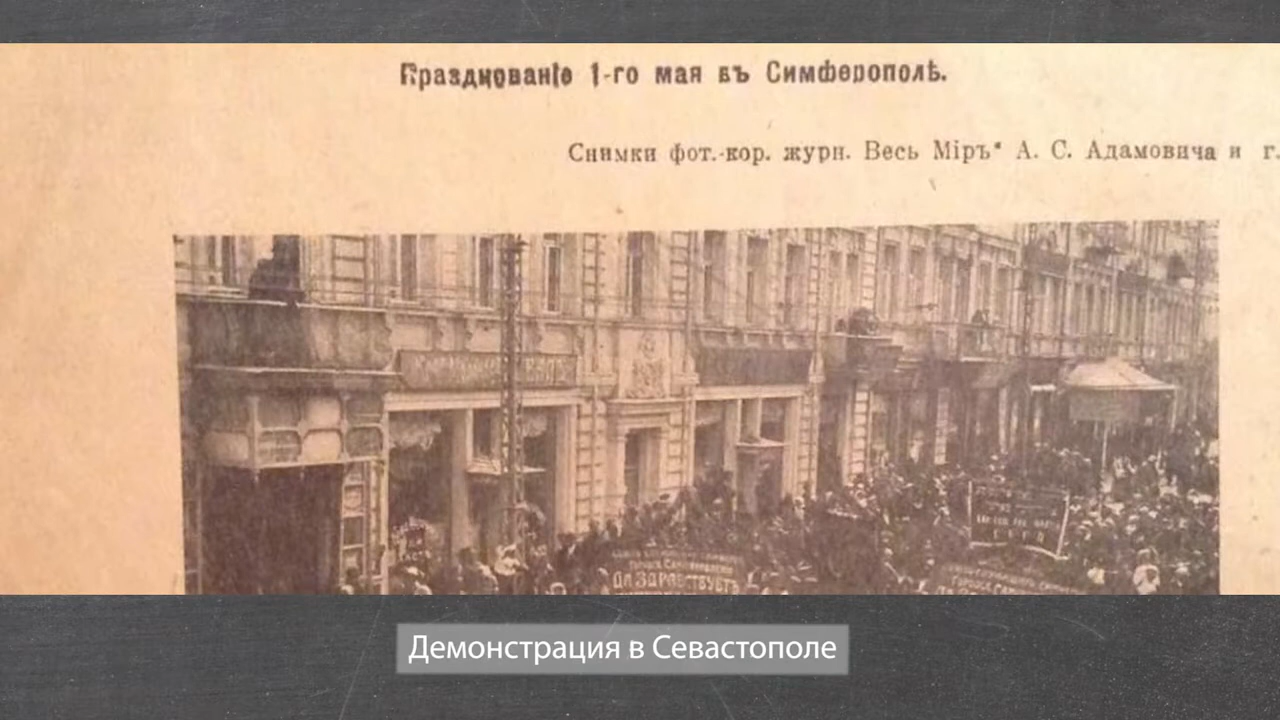 Празднованіе 1-го мая въ Симферополѣ.
Снимки фот.-кор. журн. Весь Міръ" А. С. Адамовича и г.
Да здравствуетъ
Демонстрация в Севастополе